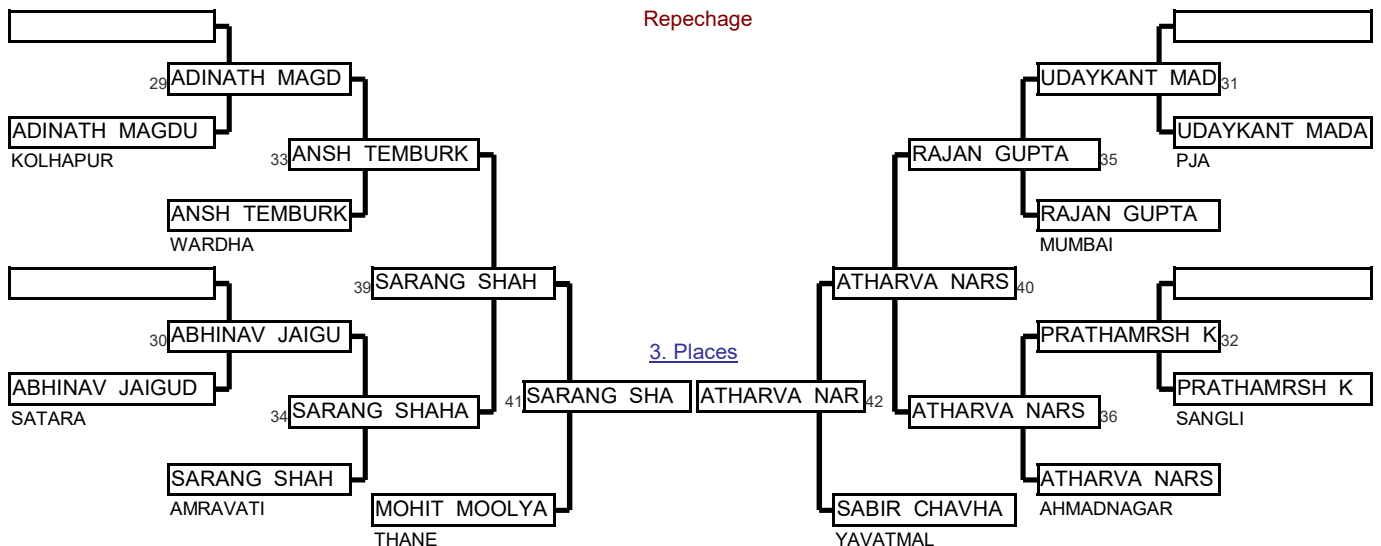 Repechage
29 ADINATH MAGD
UDAYKANT MAD 31
ADINATH MAGDU
UDAYKANT MADA
KOLHAPUR
33 ANSH TEMBURK
RAJAN GUPTA 35
PJA
ANSH TEMBURK
RAJAN GUPTA
WARDHA
MUMBAI
39 SARANG SHAH
ATHARVA NARS 40
30 ABHINAV JAIGU
PRATHAMRSH K 32
3. Places
ABHINAV JAIGUD
41 SARANG SHA
ATHARVA NAR 42
PRATHAMRSH K
SATARA
34 SARANG SHAHA
ATHARVA NARS 36
SANGLI
SARANG SHAH
ATHARVA NARS
AMRAVATI
MOHIT MOOLYA
SABIR CHAVHA
AHMADNAGAR
THANE
YAVATMAL